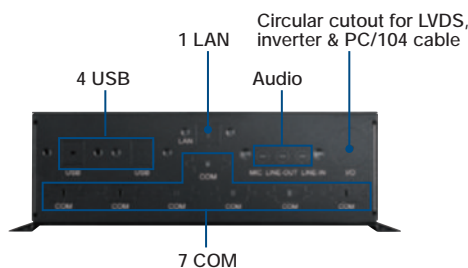 Circular cutout for LVDS,
inverter & PC/104 cable
1 LAN
4 USB
Audio
LAN
USB
USB
COM
MIC LINE-OUT LINE-IN
I/O
COM
COM
COM
COM
COM
COM
7 COM